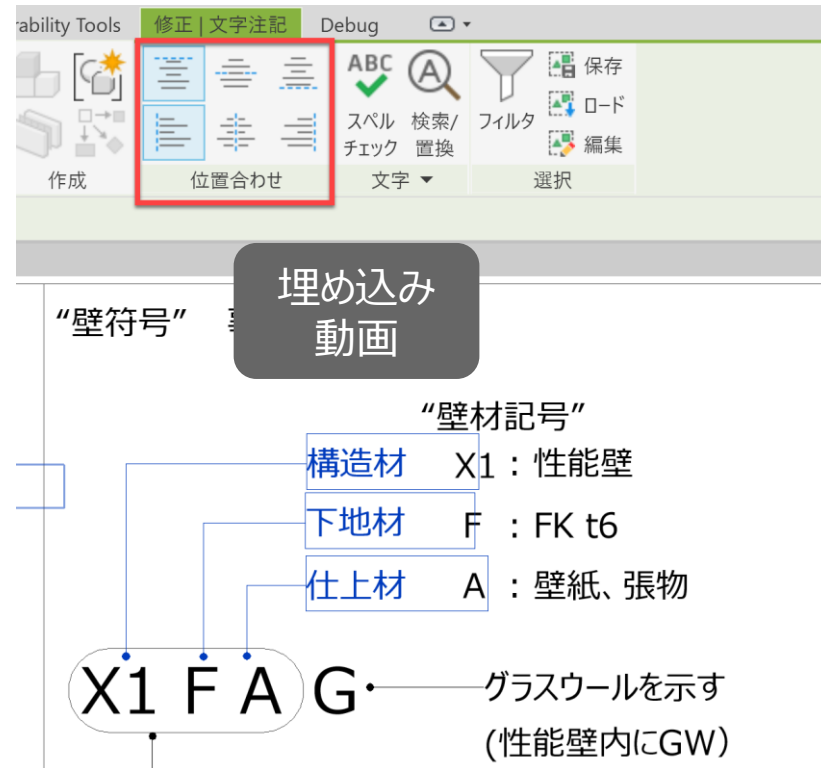 rability Tools 修正 | 文字注記 Debug
ABC A
保存
スペル チェック 検索/ 置換 フィルタ ロード
編集
作成 位置合わせ 文字 選択
埋め込み
動画
“壁符号”
“壁材記号”
構造材 X1：性能壁
下地材 F ：FK t6
仕上材 A ：壁紙、張物
X1 F A G グラスウールを示す
(性能壁内にGW)